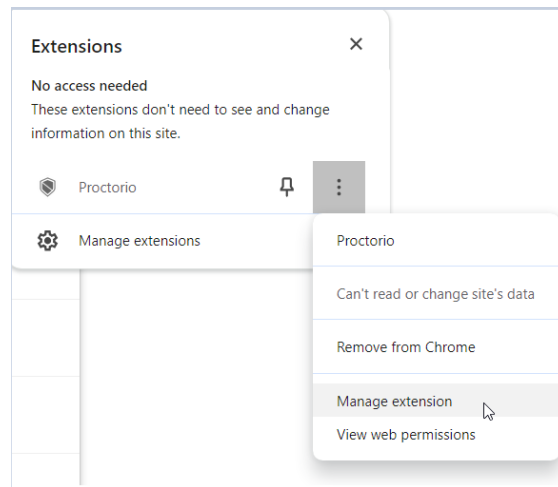 Extensions
No access needed
These extensions don't need to see and change
information on this site.
Proctorio
Manage extensions
Proctorio
Can't read or change site's data
Remove from Chrome
Manage extension
View web permissions